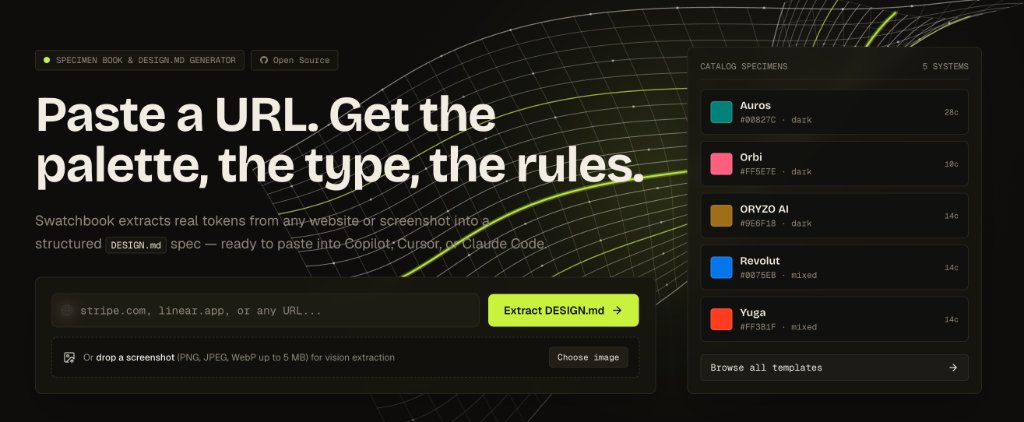 SPECIMEN BOOK & DESIGN.MD GENERATOR
Open Source
Paste a URL. Get the
palette, the type, the rules.
Swatchbook extracts real tokens from any website or screenshot into a
structured DESIGN.md spec — ready to paste into Copilot, Cursor, or Claude Code.
stripe.com, linear.app, or any URL...
Extract DESIGN.md →
Or drop a screenshot (PNG, JPEG, WebP up to 5 MB) for vision extraction
Choose image
CATALOG SPECIMENS
5 SYSTEMS
Auros
#00827C · dark
28c
Orbi
#FF5E7E · dark
10c
ORYZO AI
#9E6F18 · dark
14c
Revolut
#0075EB · mixed
14c
Yuga
#FF3B1F · mixed
14c
Browse all templates →